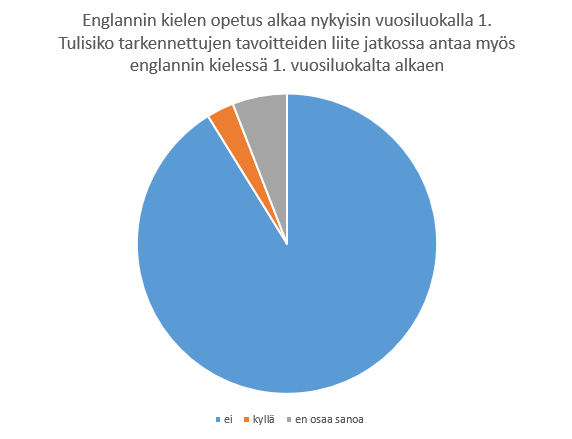 Englannin kielen opetus alkaa nykyisin vuosiluokalla 1.
Tulisiko tarkennettujen tavoitteiden liite jatkossa antaa myös
englannin kielessä 1. vuosiluokalta alkaen
ei kyllä en osaa sanoa